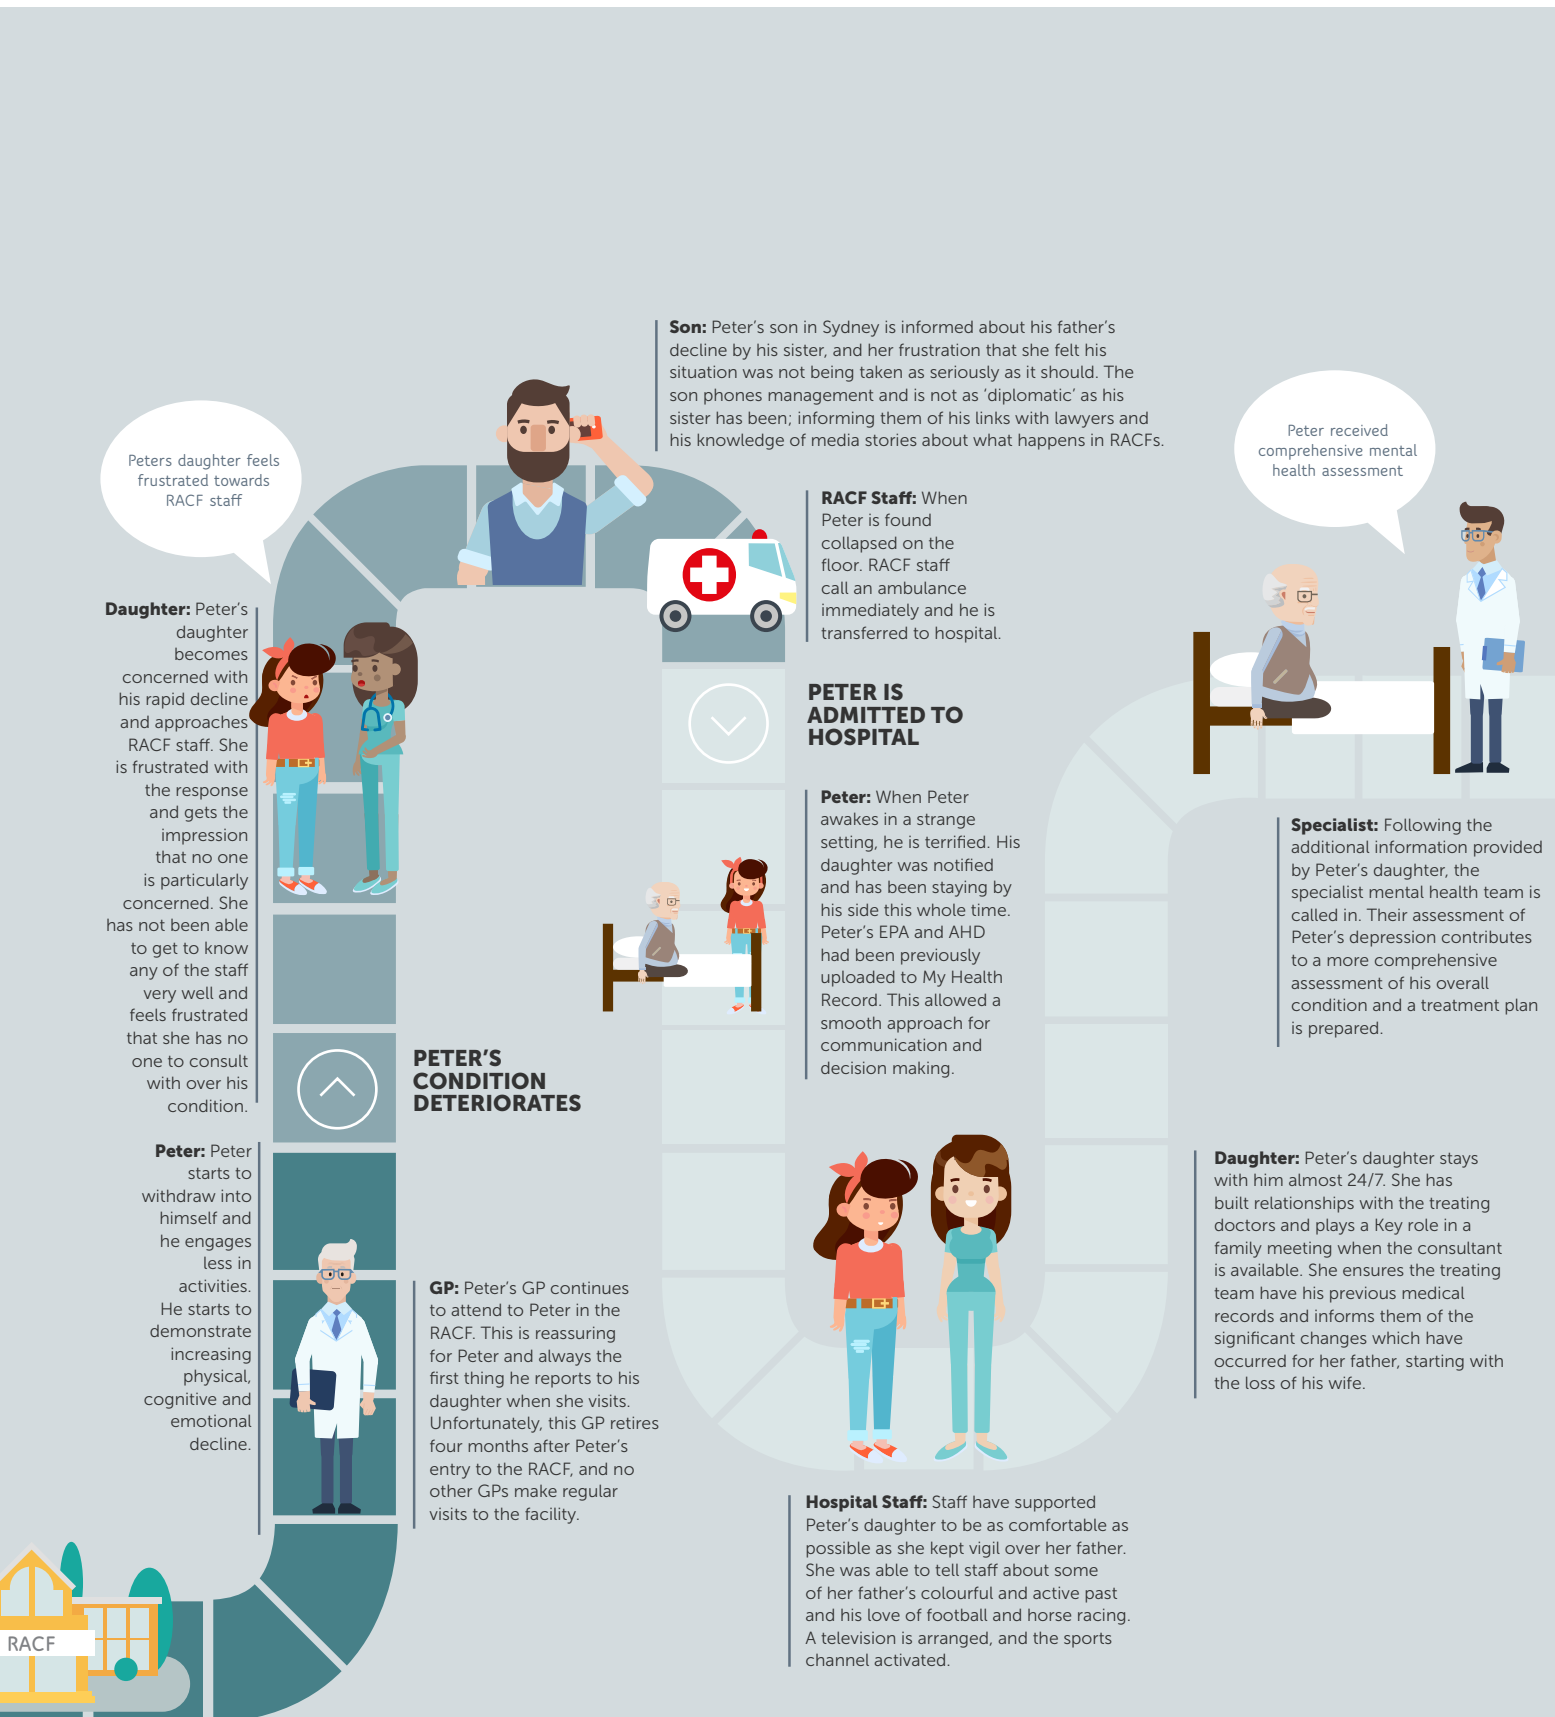 Son: Peter's son in Sydney is informed about his father's
decline by his sister, and her frustration that she felt his
situation was not being taken as seriously as it should. The
son phones management and is not as 'diplomatic' as his
sister has been; informing them of his links with lawyers and
his knowledge of media stories about what happens in RACFs.
Peter received
comprehensive mental
health assessment
Peters daughter feels
frustrated towards
RACF staff
RACF Staff: When
Peter is found
collapsed on the
floor. RACF staff
call an ambulance
immediately and he is
transferred to hospital.
Daughter: Peter's
daughter
becomes
concerned with
his rapid decline
and approaches
RACF staff. She
is frustrated with
the response
and gets the
impression
that no one
is particularly
concerned. She
has not been able
to get to know
any of the staff
very well and
feels frustrated
that she has no
one to consult
with over his
condition.
PETER IS
ADMITTED TO
HOSPITAL
Peter: When Peter
awakes in a strange
setting, he is terrified. His
daughter was notified
and has been staying by
his side this whole time.
Peter's EPA and AHD
had been previously
uploaded to My Health
Record. This allowed a
smooth approach for
communication and
decision making.
Specialist: Following the
additional information provided
by Peter's daughter, the
specialist mental health team is
called in. Their assessment of
Peter's depression contributes
to a more comprehensive
assessment of his overall
condition and a treatment plan
is prepared.
PETER'S
CONDITION
DETERIORATES
Peter: Peter
starts to
withdraw into
himself and
he engages
less in
activities.
He starts to
demonstrate
increasing
physical,
cognitive and
emotional
decline.
GP: Peter's GP continues
to attend to Peter in the
RACF. This is reassuring
for Peter and always the
first thing he reports to his
daughter when she visits.
Unfortunately, this GP retires
four months after Peter's
entry to the RACF, and no
other GPs make regular
visits to the facility.
Daughter: Peter's daughter stays
with him almost 24/7. She has
built relationships with the treating
doctors and plays a Key role in a
family meeting when the consultant
is available. She ensures the treating
team have his previous medical
records and informs them of the
significant changes which have
occurred for her father, starting with
the loss of his wife.
Hospital Staff: Staff have supported
Peter's daughter to be as comfortable as
possible as she kept vigil over her father.
She was able to tell staff about some
of her father's colourful and active past
and his love of football and horse racing.
A television is arranged, and the sports
channel activated.
RACF